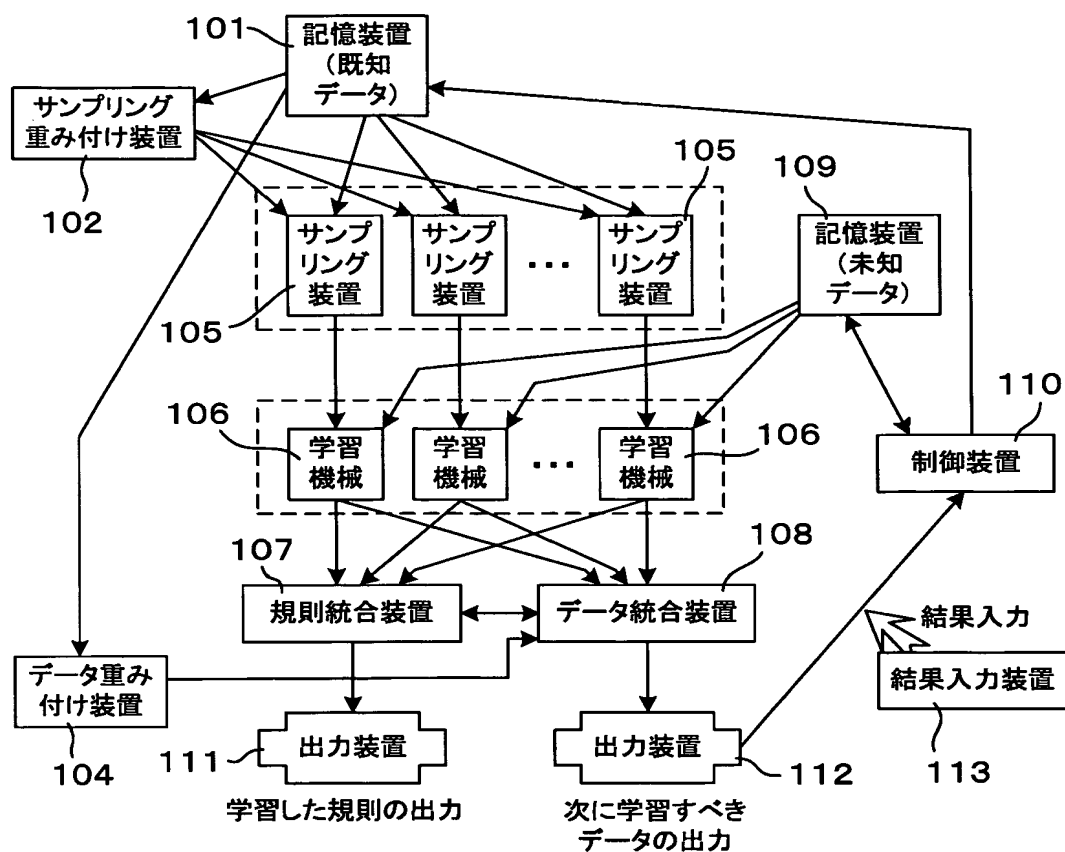 101
記憶装置
(既知
データ)
サンプリング
重み付け装置
102
105
109
サンプ
リング
装置
サンプ
リング
装置
...
サンプ
リング
装置
記憶装置
(未知
データ)
105
106
学習
機械
学習
機械
...
学習
機械
106
110
制御装置
107
規則統合装置
108
データ統合装置
結果入力
結果入力装置
113
データ重み
付け装置
104
111
出力装置
学習した規則の出力
出力装置
112
次に学習すべき
データの出力